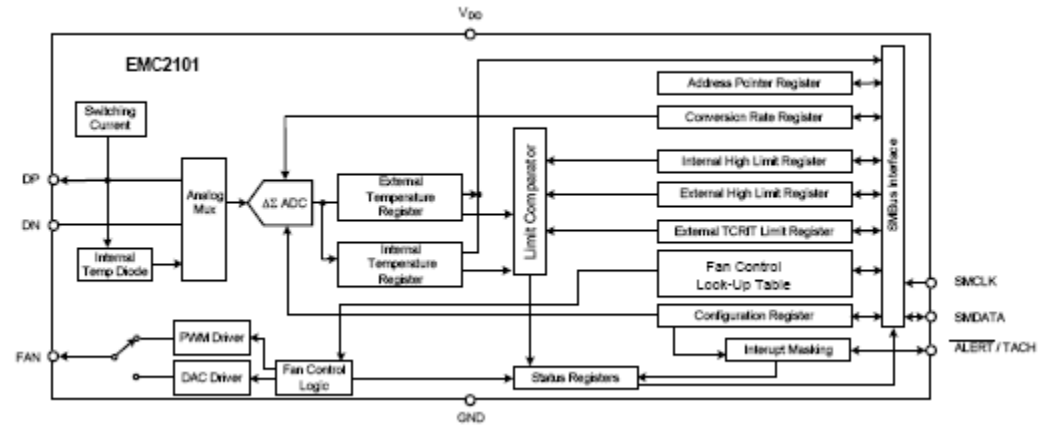 VDD
EMC2101
Switching
Current
Address Pointer Register
Conversion Rate Register
Internal High Limit Register
External High Limit Register
External TCRIT Limit Register
Fan Control
Look-Up Table
Configuration Register
Interupt Masking
SMBus Interface
Limit Comparator
DP
DN
Analog
Mux
ΔΣ ADC
External
Temperature
Register
Internal
Temperature
Register
Internal
Temp Diode
SMCLK
SMDATA
ALERT / TACH
FAN
PWM Driver
DAC Driver
Fan Control
Logic
Status Registers
GND